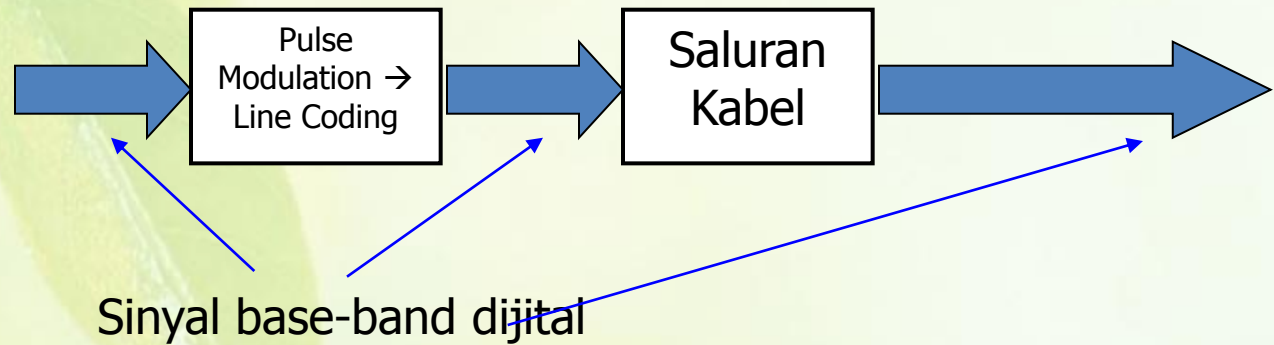 Pulse
Modulation →
Line Coding
Saluran
Kabel
Sinyal base-band dijital